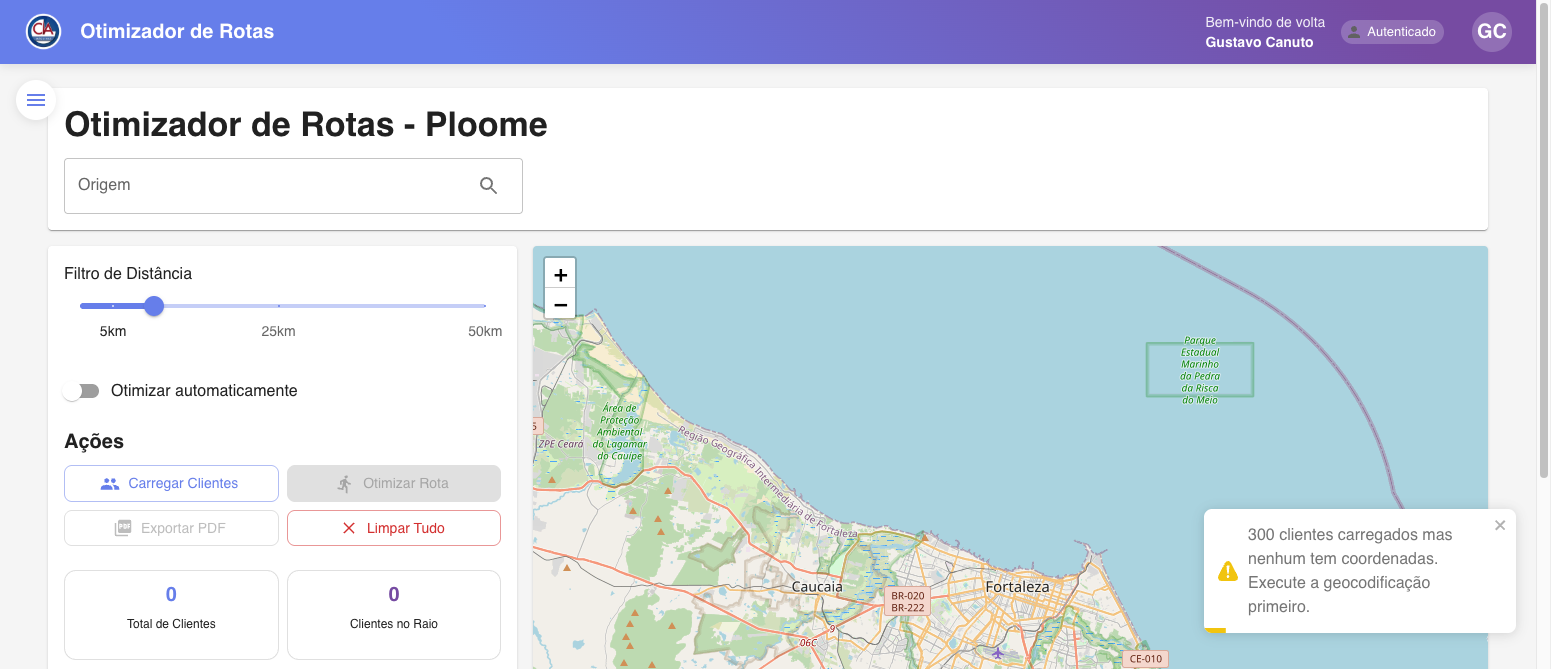 CA
Otimizador de Rotas
Bem-vindo de volta
Gustavo Canuto
Autenticado
GC
Otimizador de Rotas - Ploome
Origem
Filtro de Distância
5km
25km
50km
Otimizar automaticamente
Ações
Carregar Clientes
Otimizar Rota
PDF
Exportar PDF
Limpar Tudo
0
Total de Clientes
0
Clientes no Raio
+
−
Parque
Estadual
Marinho
da Pedra
da Risca
do Meio
Área de
Proteção
Ambiental
do Lagamar
do Cauípe
5
ZPE Ceará
Região Geográfica Intermediária de Fortaleza
Caucaia
BR-020
BR-222
Fortaleza
9
06C
CE-010
300 clientes carregados mas
nenhum tem coordenadas.
Execute a geocodificação
primeiro.